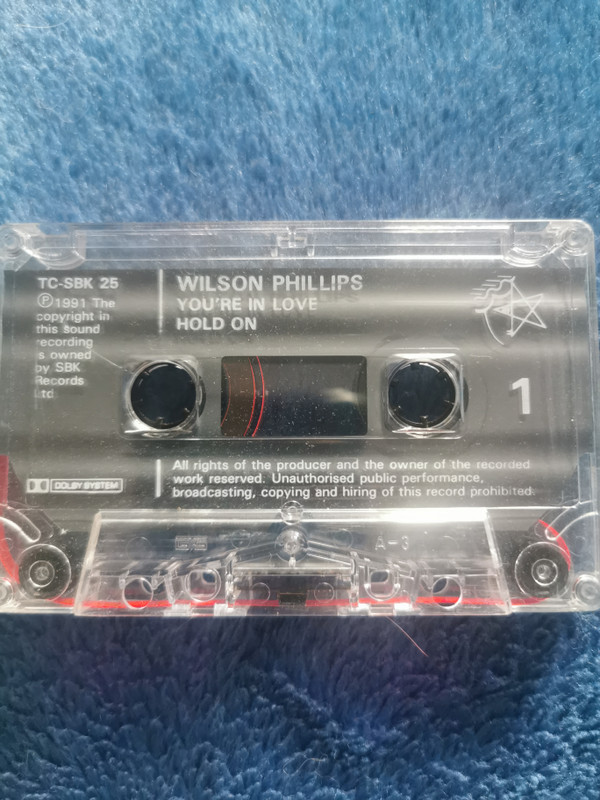 TC-SBK 25
Ⓟ1991 The
copyright in
this sound
recording
is owned
by SBK
Records
Ltd.
WILSON PHILLIPS
YOU'RE IN LOVE
HOLD ON
1
DOLBY SYSTEM
All rights of the producer and the owner of the recorded
work reserved. Unauthorised public performance,
broadcasting, copying and hiring of this record prohibited.
A-3